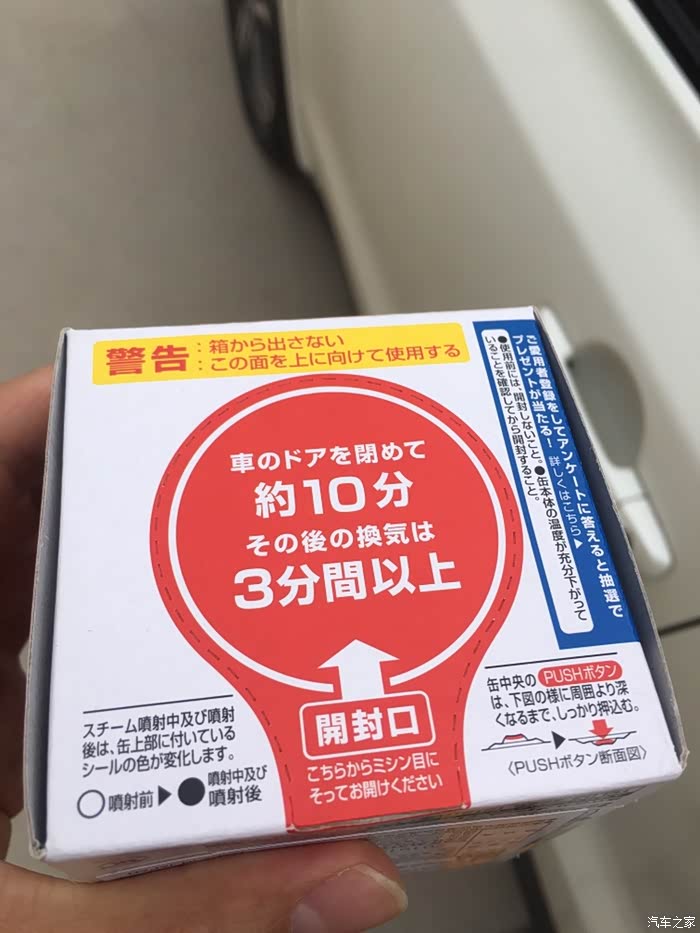 警告：箱から出さない
：この面を上に向けて使用する
ご愛用者登録をしてアンケートに答えると抽選で
プレゼントが当たる！詳しくはこちら▶
●使用前には、開封しないこと。●缶本体の温度が充分下がって
いることを確認してから開封すること。
車のドアを閉めて
約10分
その後の換気は
3分間以上
開封口
こちらからミシン目に
そってお開けください
スチーム噴射中及び噴射
後は、缶上部に付いている
シールの色が変化します。
○噴射前▶●噴射中及び
噴射後
缶中央の PUSHボタン
は、下図の様に周囲より深
くなるまで、しっかり押込む。
〈PUSHボタン断面図〉
汽车之家